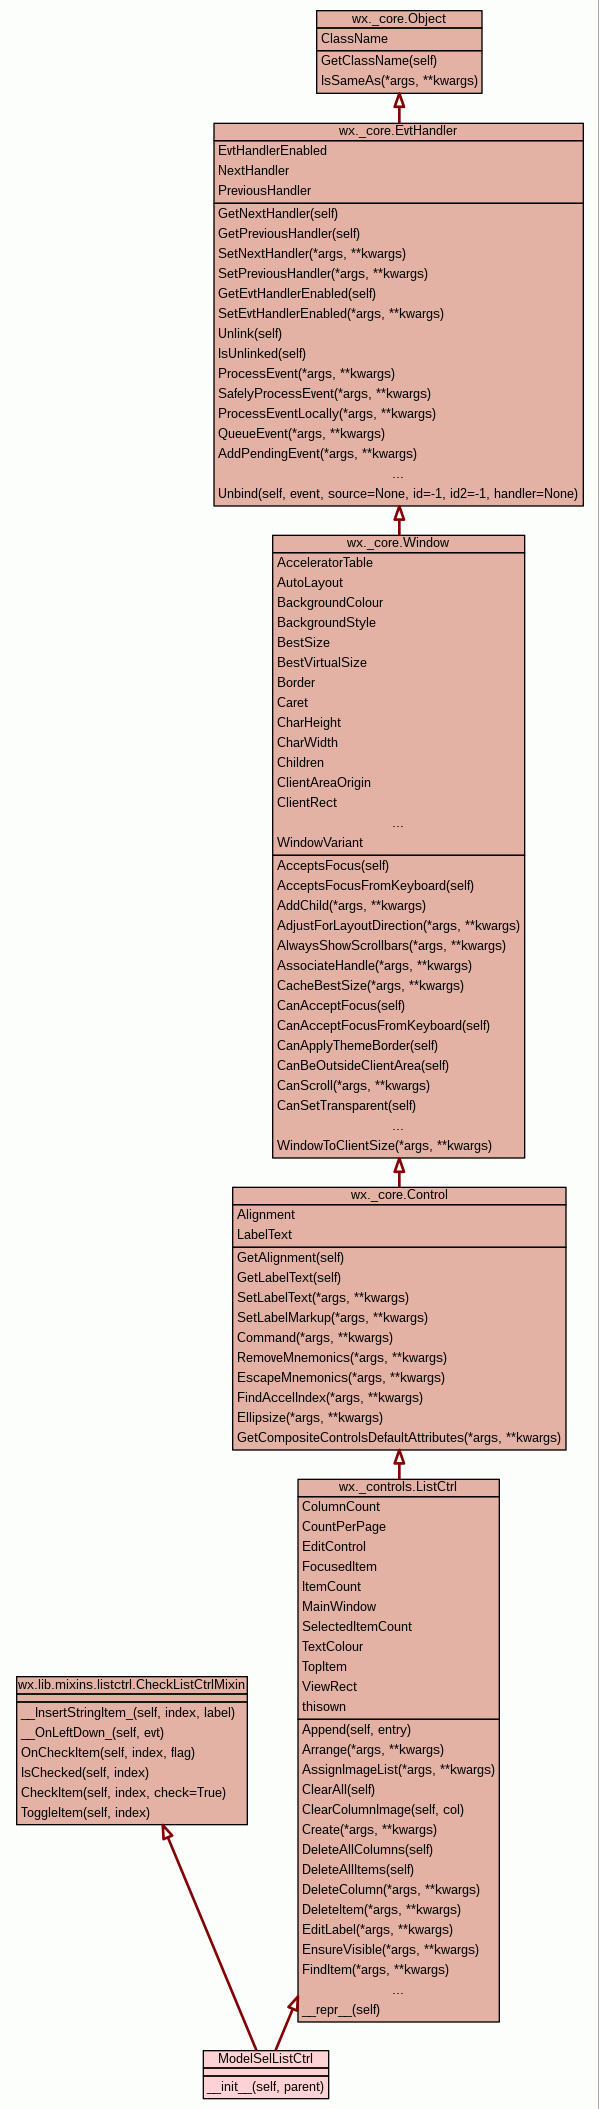 wx._core.Object
ClassName
GetClassName(self)
IsSameAs(*args, **kwargs)
wx._core.EvtHandler
EvtHandlerEnabled
NextHandler
PreviousHandler
GetNextHandler(self)
GetPreviousHandler(self)
SetNextHandler(*args, **kwargs)
SetPreviousHandler(*args, **kwargs)
GetEvtHandlerEnabled(self)
SetEvtHandlerEnabled(*args, **kwargs)
Unlink(self)
IsUnlinked(self)
ProcessEvent(*args, **kwargs)
SafelyProcessEvent(*args, **kwargs)
ProcessEventLocally(*args, **kwargs)
QueueEvent(*args, **kwargs)
AddPendingEvent(*args, **kwargs)
...
Unbind(self, event, source=None, id=-1, id2=-1, handler=None)
wx._core.Window
AcceleratorTable
AutoLayout
BackgroundColour
BackgroundStyle
BestSize
BestVirtualSize
Border
Caret
CharHeight
CharWidth
Children
ClientAreaOrigin
ClientRect
...
WindowVariant
AcceptsFocus(self)
AcceptsFocusFromKeyboard(self)
AddChild(*args, **kwargs)
AdjustForLayoutDirection(*args, **kwargs)
AlwaysShowScrollbars(*args, **kwargs)
AssociateHandle(*args, **kwargs)
CacheBestSize(*args, **kwargs)
CanAcceptFocus(self)
CanAcceptFocusFromKeyboard(self)
CanApplyThemeBorder(self)
CanBeOutsideClientArea(self)
CanScroll(*args, **kwargs)
CanSetTransparent(self)
...
WindowToClientSize(*args, **kwargs)
wx._core.Control
Alignment
LabelText
GetAlignment(self)
GetLabelText(self)
SetLabelText(*args, **kwargs)
SetLabelMarkup(*args, **kwargs)
Command(*args, **kwargs)
RemoveMnemonics(*args, **kwargs)
EscapeMnemonics(*args, **kwargs)
FindAccelIndex(*args, **kwargs)
Ellipsize(*args, **kwargs)
GetCompositeControlsDefaultAttributes(*args, **kwargs)
wx._controls.ListCtrl
ColumnCount
CountPerPage
EditControl
FocusedItem
ItemCount
MainWindow
SelectedItemCount
TextColour
TopItem
ViewRect
thisown
Append(self, entry)
Arrange(*args, **kwargs)
AssignImageList(*args, **kwargs)
ClearAll(self)
ClearColumnImage(self, col)
Create(*args, **kwargs)
DeleteAllColumns(self)
DeleteAllItems(self)
DeleteColumn(*args, **kwargs)
DeleteItem(*args, **kwargs)
EditLabel(*args, **kwargs)
EnsureVisible(*args, **kwargs)
FindItem(*args, **kwargs)
...
__repr__(self)
wx.lib.mixins.listctrl.CheckListCtrlMixin
__InsertStringItem_(self, index, label)
__OnLeftDown_(self, evt)
OnCheckItem(self, index, flag)
IsChecked(self, index)
CheckItem(self, index, check=True)
ToggleItem(self, index)
ModelSelListCtrl
__init__(self, parent)